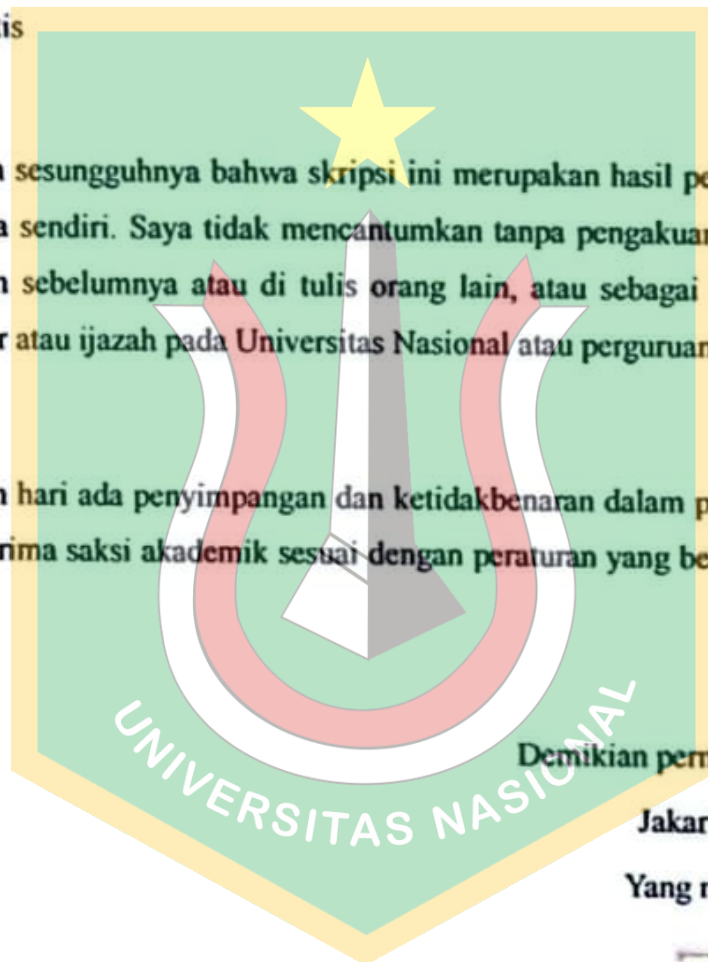 tis
n sesungguhnya bahwa skripsi ini merupakan hasil pe
a sendiri. Saya tidak mencantumkan tanpa pengakuan
n sebelumnya atau di tulis orang lain, atau sebagai
r atau ijazah pada Universitas Nasional atau perguruan
n hari ada penyimpangan dan ketidakbenaran dalam p
rima saksi akademik sesuai dengan peraturan yang be
Demikian pern
Jakar
Yang r
UNIVERSITAS NASIONAL